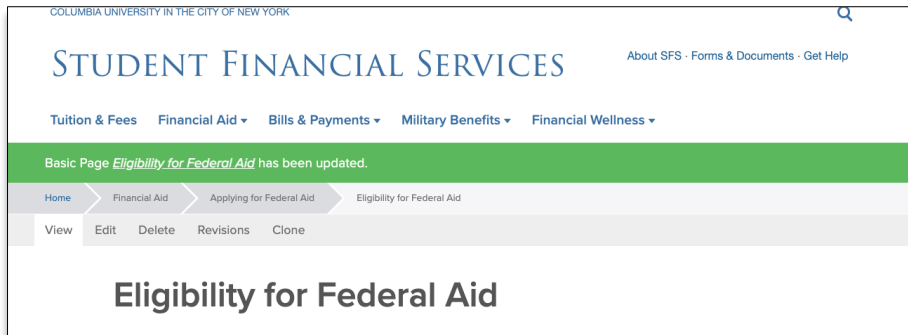 COLUMBIA UNIVERSITY IN THE CITY OF NEW YORK
STUDENT FINANCIAL SERVICES
About SFS · Forms & Documents · Get Help
Tuition & Fees Financial Aid ▾ Bills & Payments ▾ Military Benefits ▾ Financial Wellness ▾
Basic Page Eligibility for Federal Aid has been updated.
Home Financial Aid Applying for Federal Aid Eligibility for Federal Aid
View Edit Delete Revisions Clone
Eligibility for Federal Aid